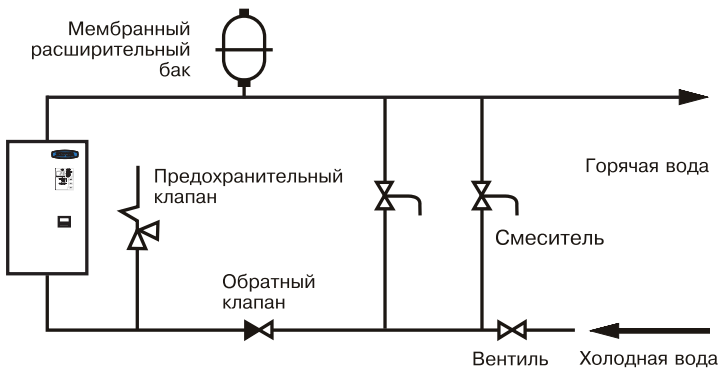 Мембранный
расширительный
бак
Горячая вода
Предохранительный
клапан
Смеситель
Обратный
клапан
Вентиль
Холодная вода